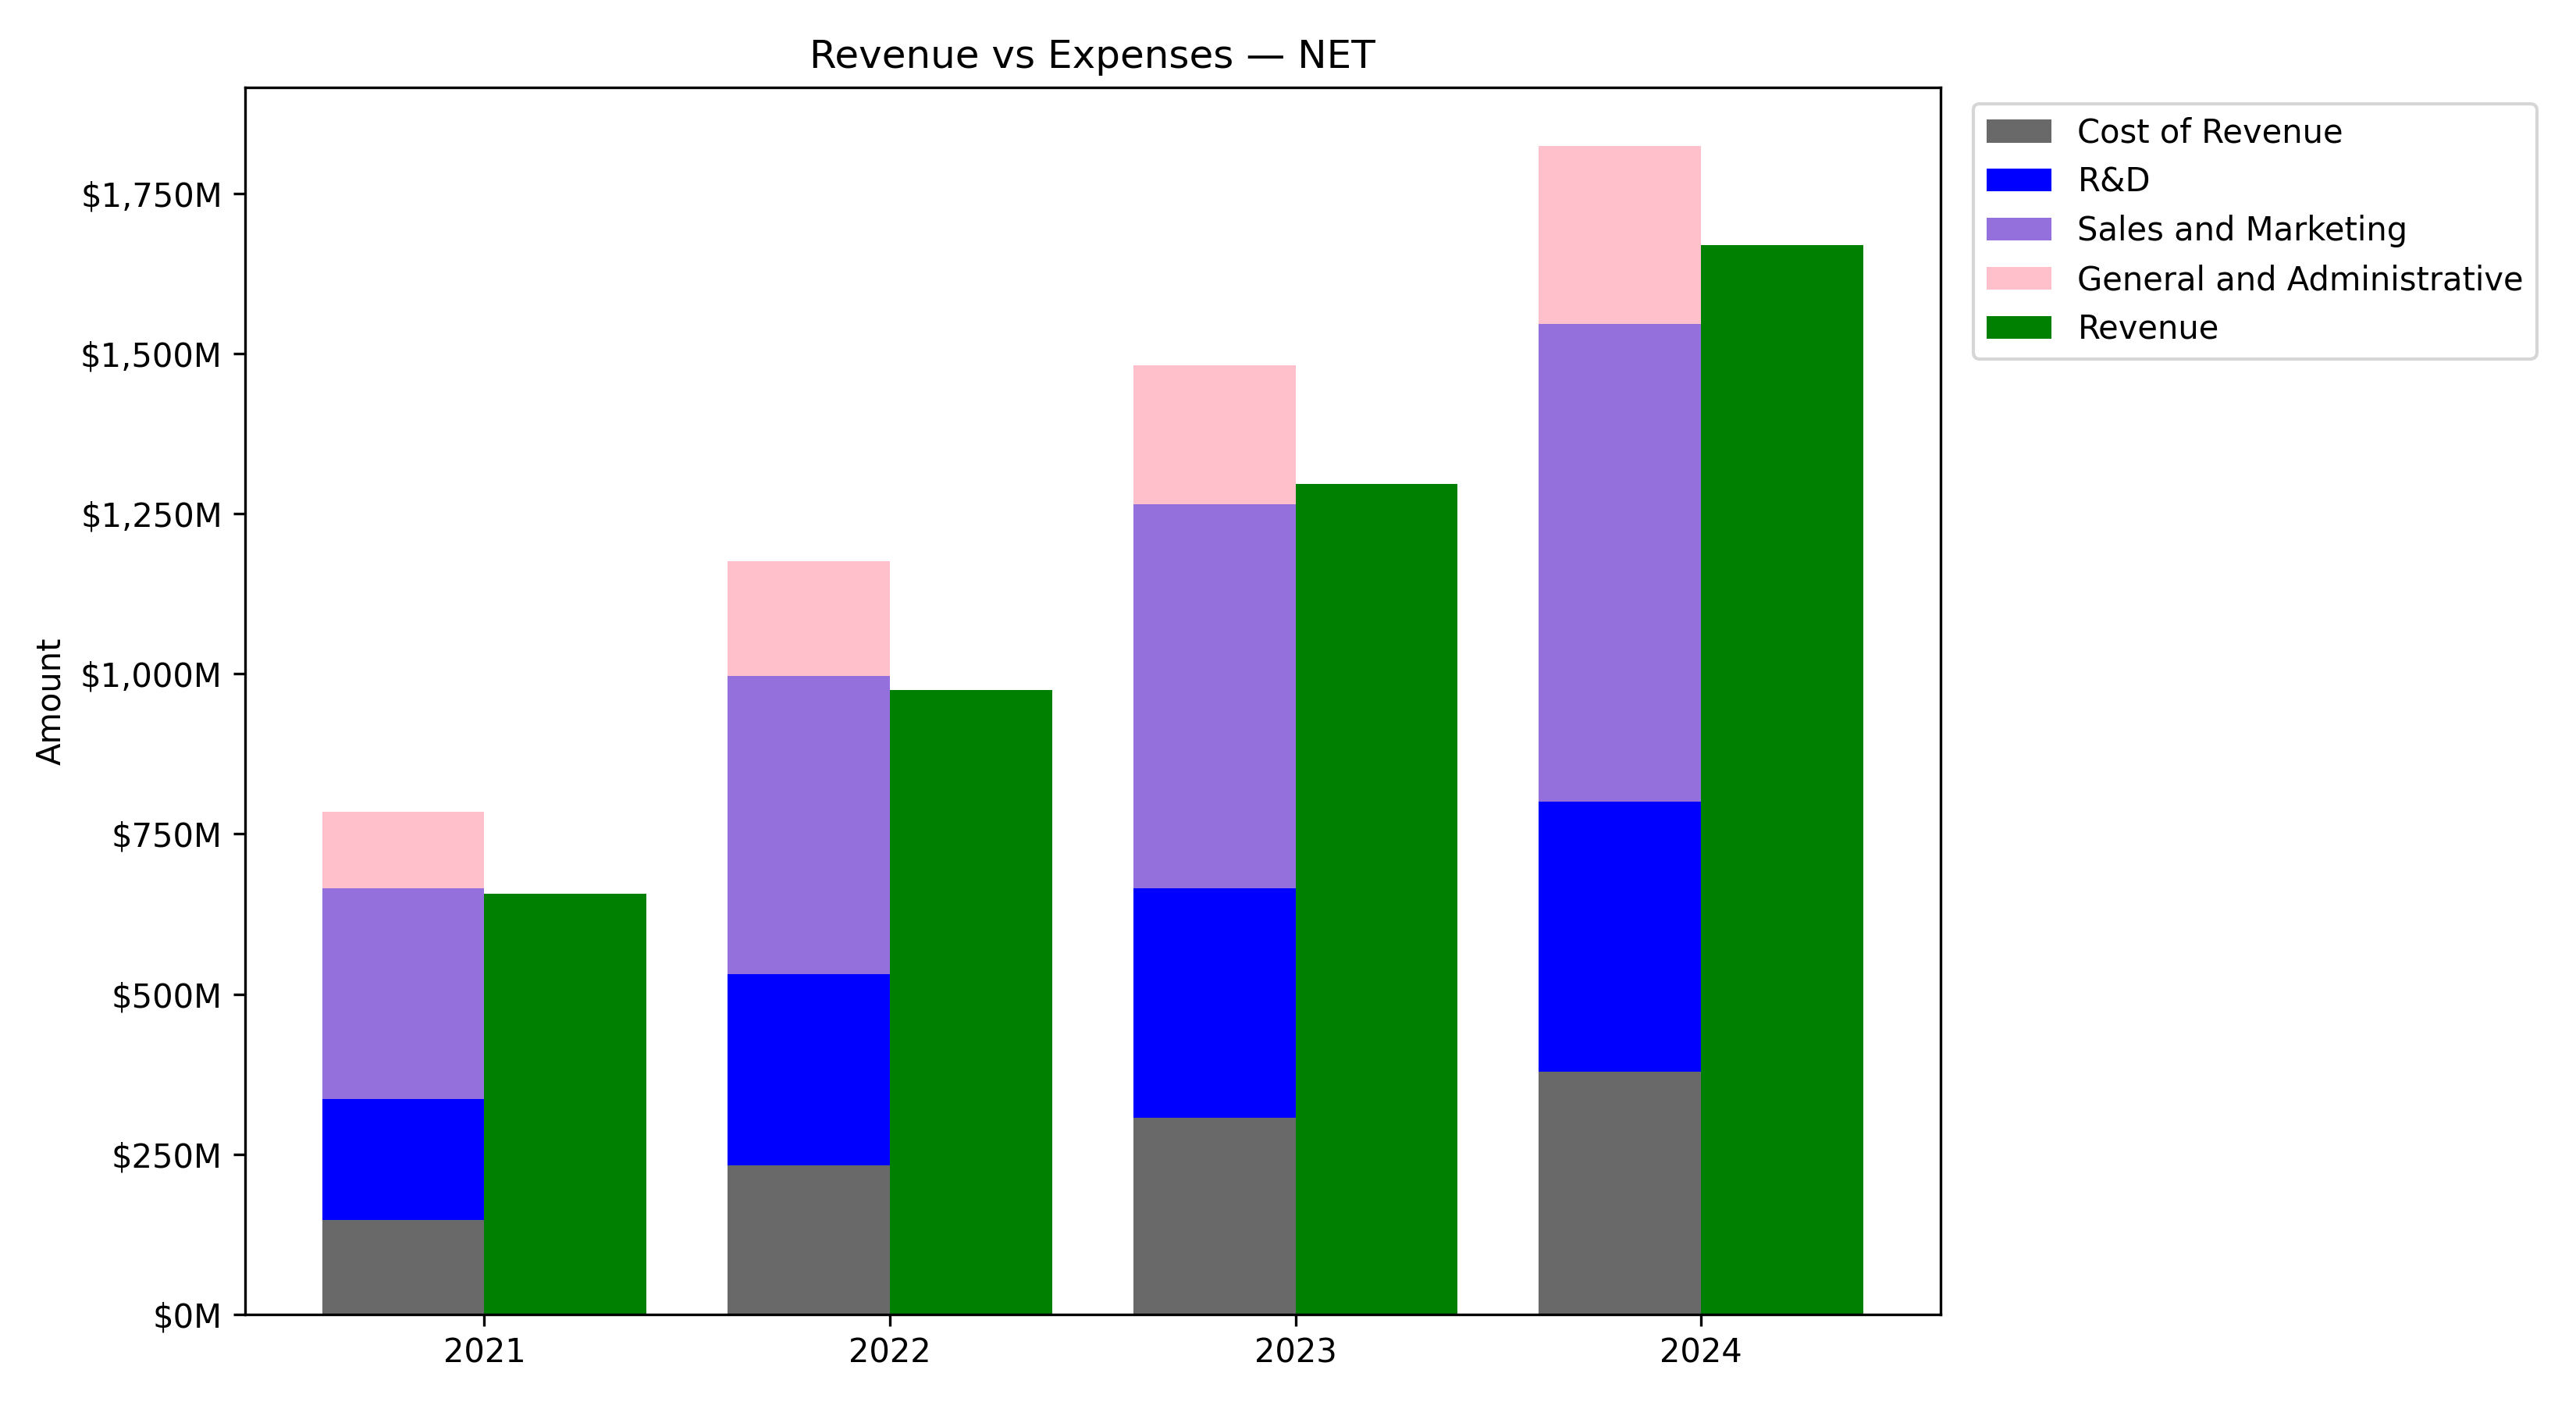 Revenue vs Expenses — NET
Amount
$1,750M
$1,500M
$1,250M
$1,000M
$750M
$500M
$250M
$0M
2021
2022
2023
2024
Cost of Revenue
R&D
Sales and Marketing
General and Administrative
Revenue